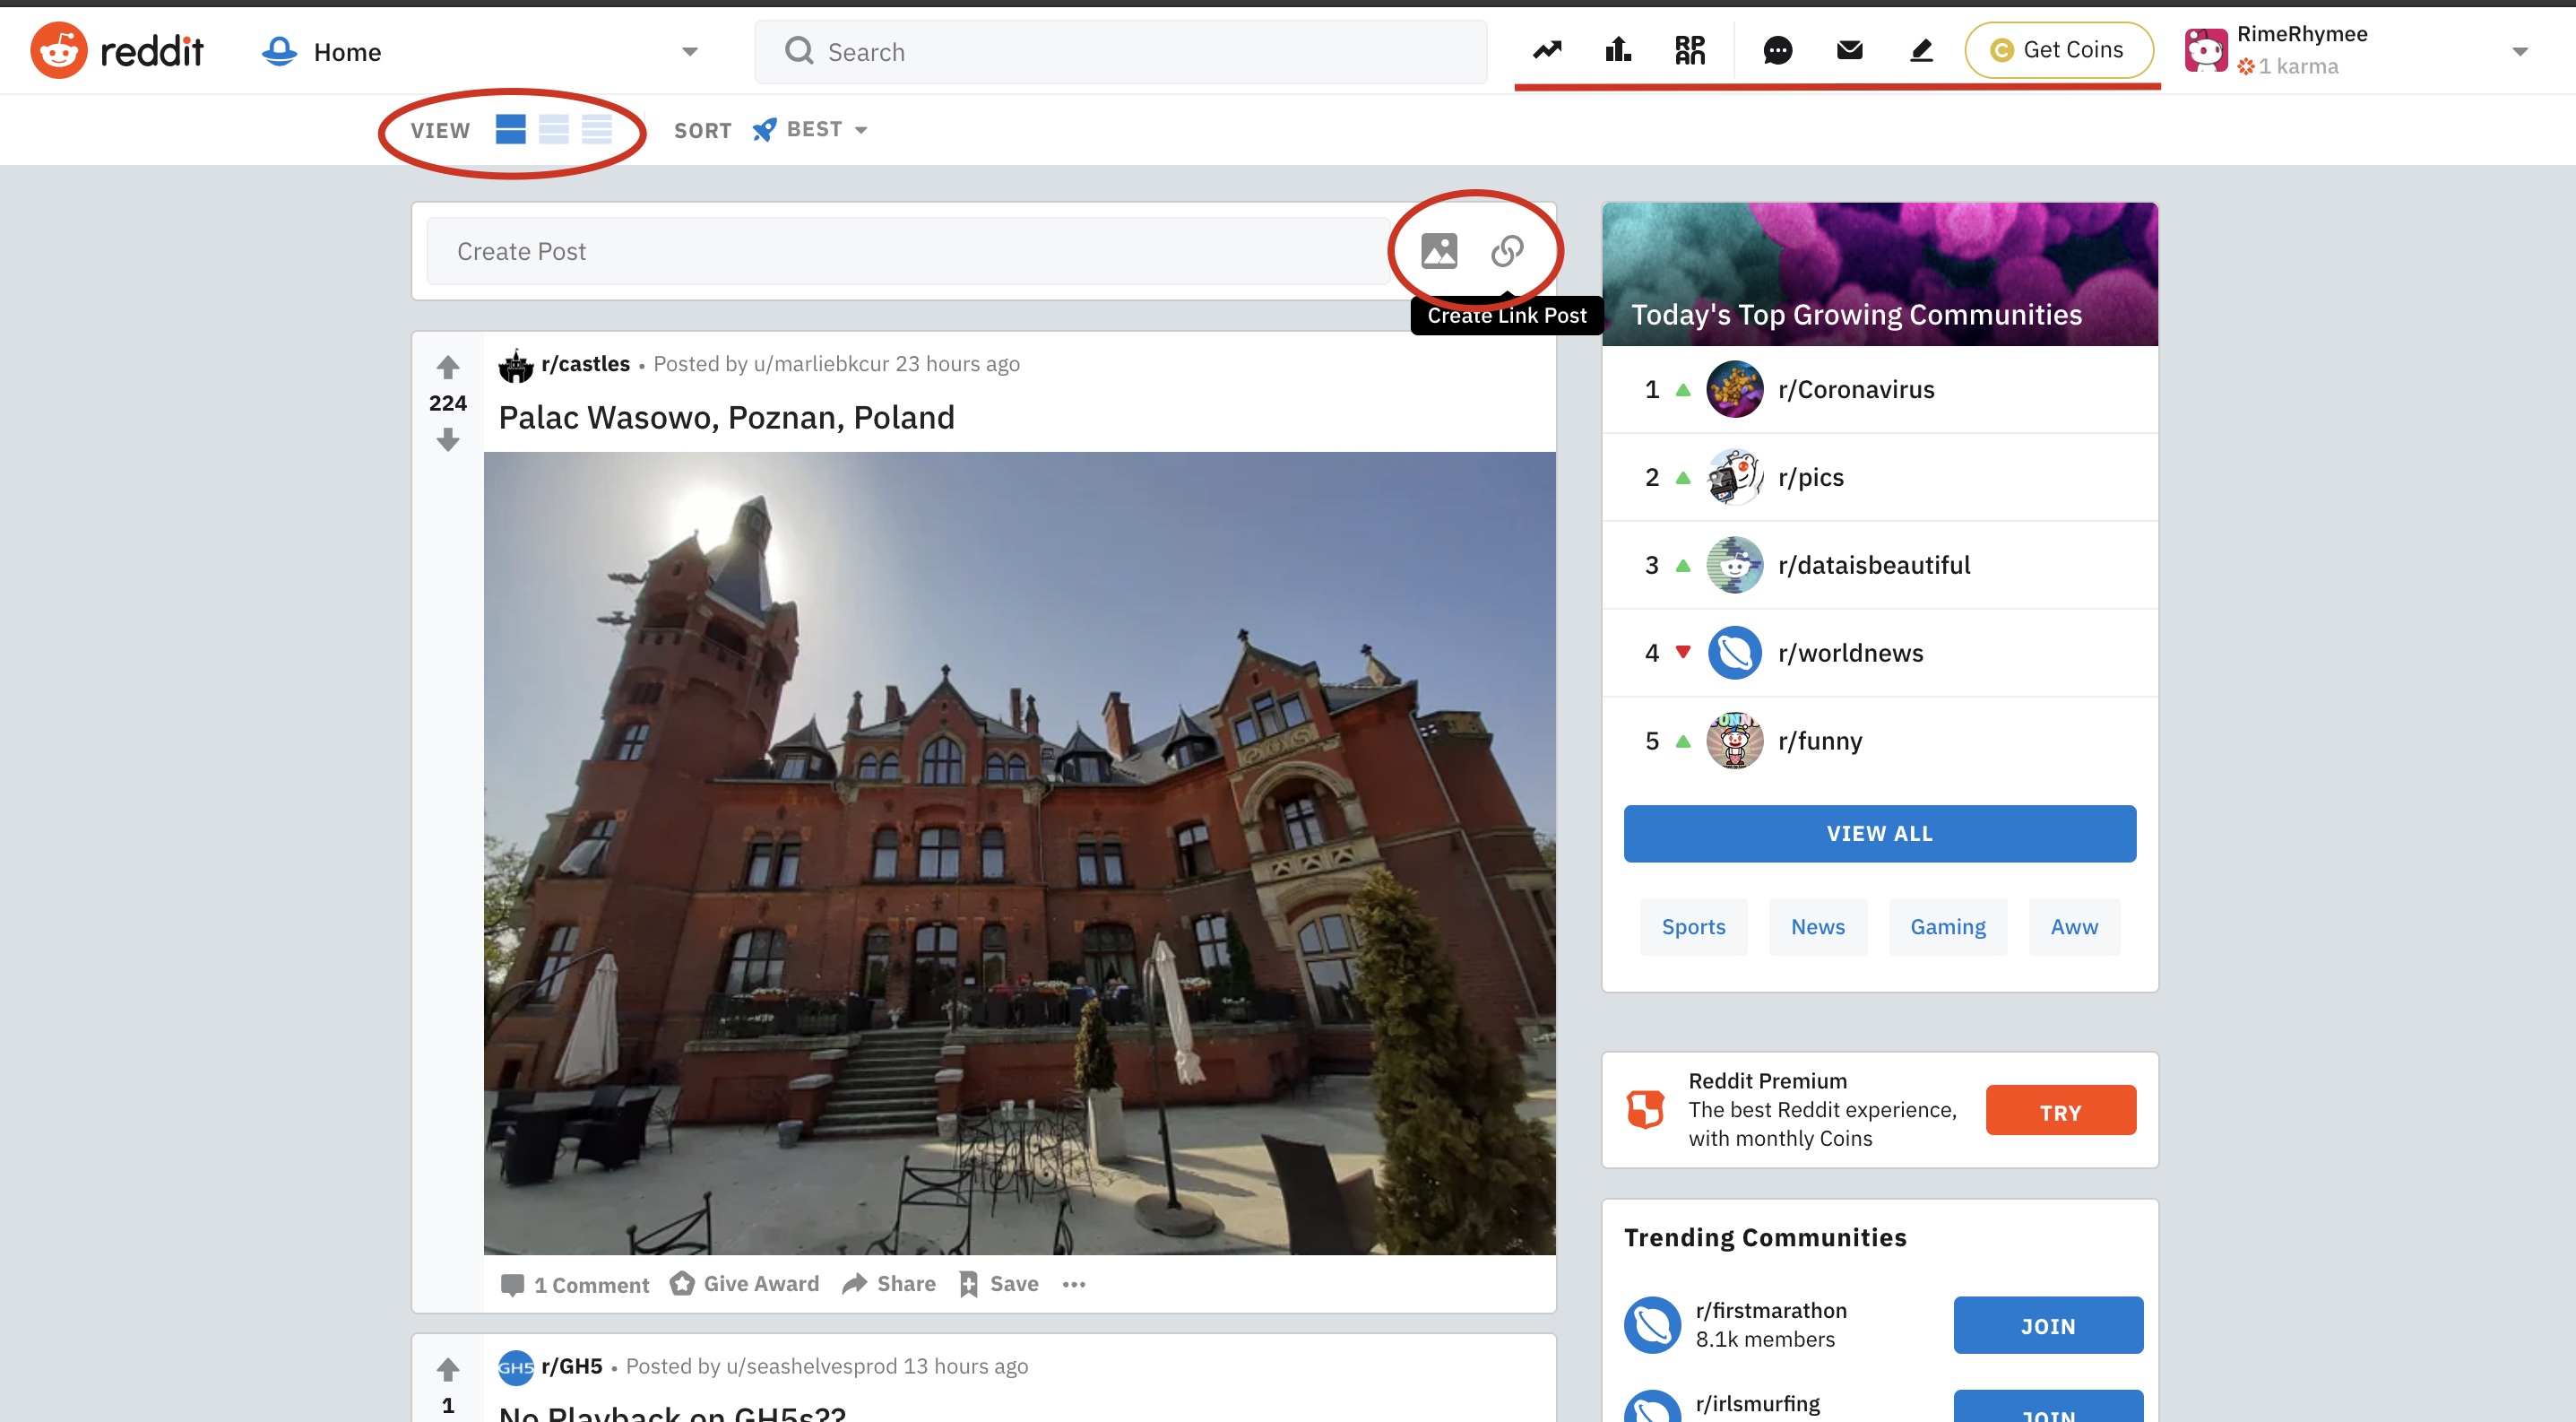 reddit
Home
Search
RPAN
Get Coins
RimeRhymee
1 karma
VIEW
SORT
BEST
Create Post
Create Link Post
r/castles • Posted by u/marliebkcur 23 hours ago
224
Palac Wasowo, Poznan, Poland
1 Comment
Give Award
Share
Save
GH5 r/GH5 • Posted by u/seashelvesprod 13 hours ago
1
No Playback on GH5s??
Today's Top Growing Communities
1 r/Coronavirus
2 r/pics
3 r/dataisbeautiful
4 r/worldnews
5 r/funny
VIEW ALL
Sports News Gaming Aww
Reddit Premium
The best Reddit experience,
with monthly Coins
TRY
Trending Communities
r/firstmarathon
8.1k members
JOIN
r/irlsmurfing
JOIN